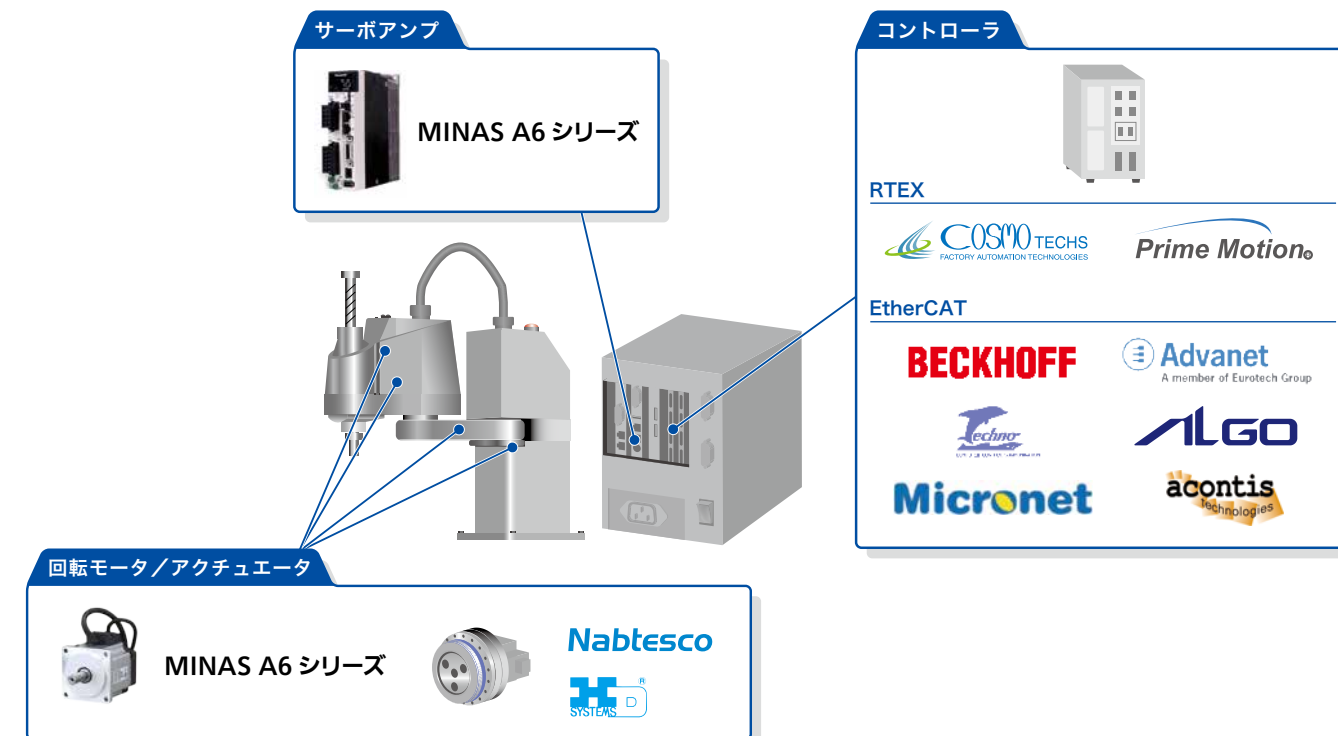 サーボアンプ
MINAS A6 シリーズ
コントローラ
RTEX
COSMO TECHS
FACTORY AUTOMATION TECHNOLOGIES
Prime Motion
EtherCAT
BECKHOFF
Advanet
A member of Eurotech Group
Techno
ALGO
Micronet
acontis
technologies
回転モータ／アクチュエータ
MINAS A6 シリーズ
Nabtesco
HD
SYSTEMS
®